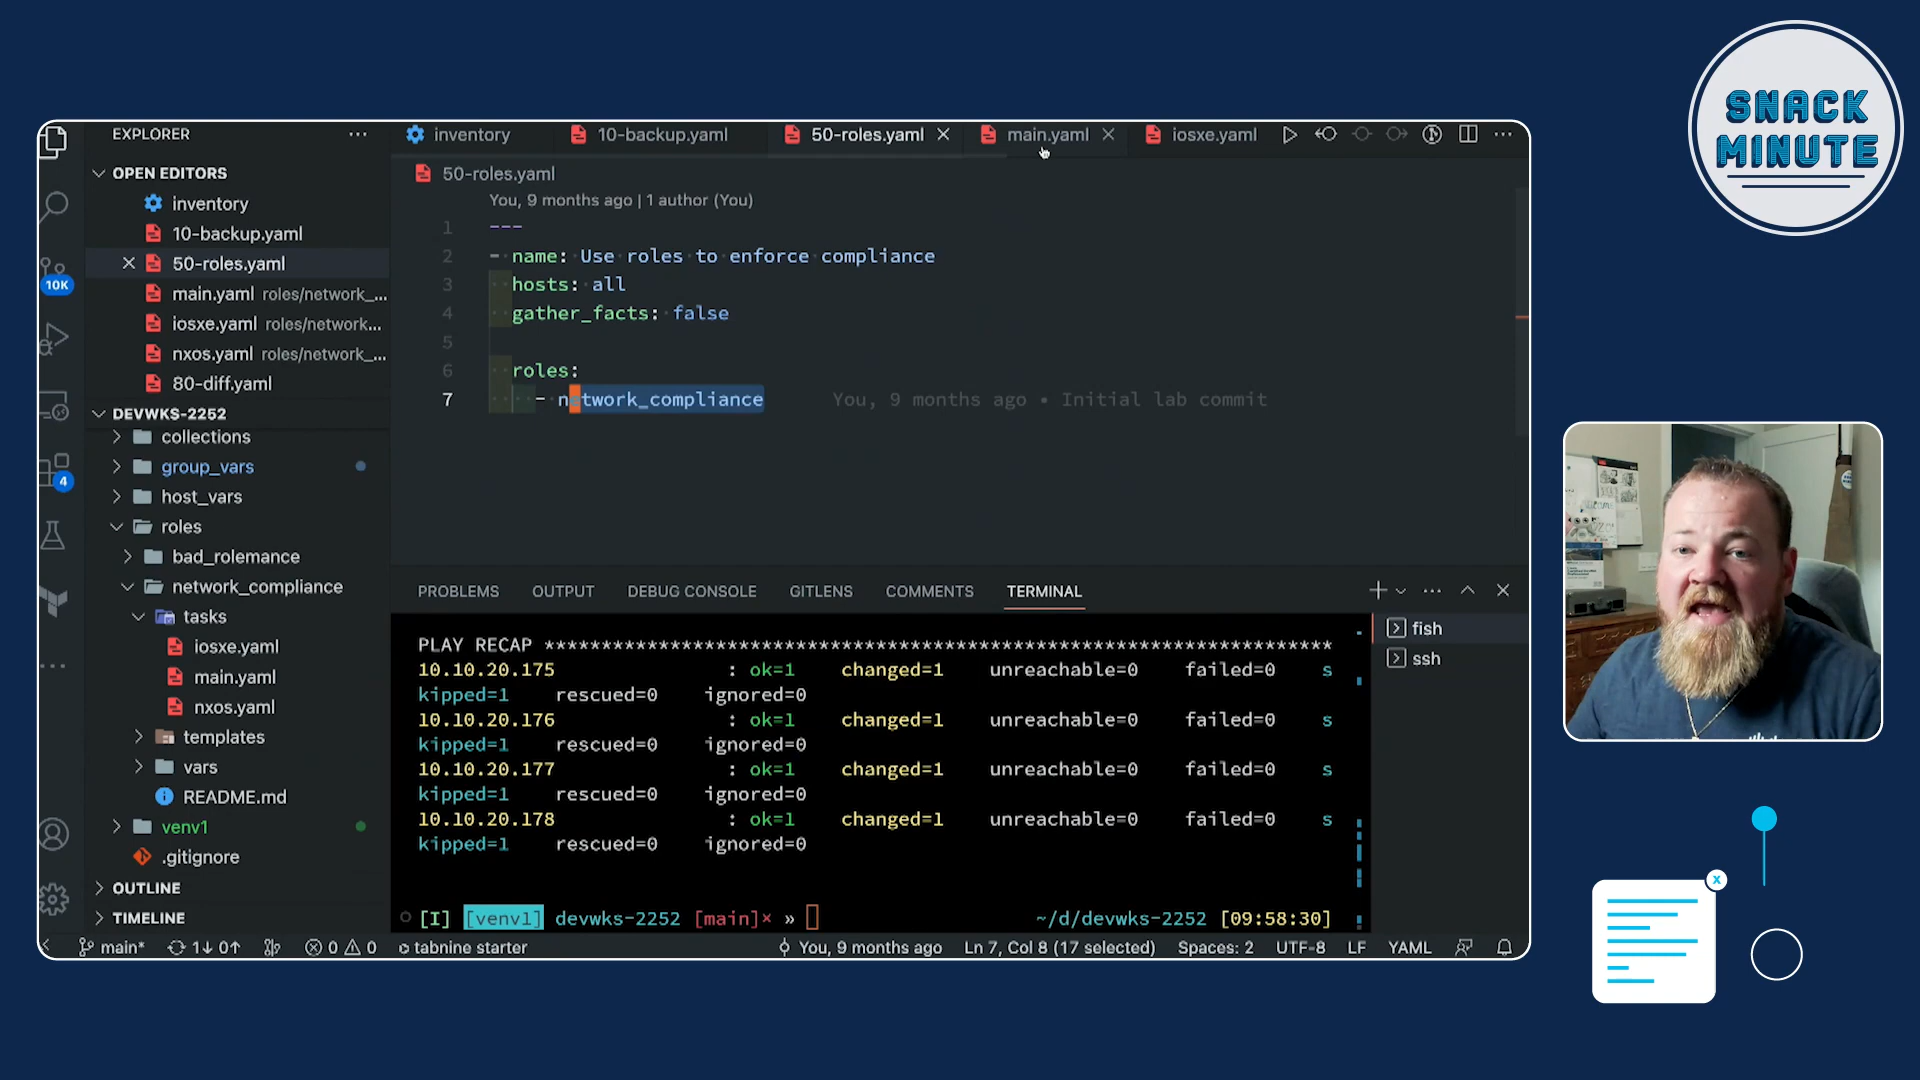 SNACK
MINUTE
EXPLORER
OPEN EDITORS
inventory
10-backup.yaml
50-roles.yaml
main.yaml roles/network_...
iosxe.yaml roles/network...
nxos.yaml roles/network_...
80-diff.yaml
DEVWKS-2252
collections
group_vars
host_vars
roles
bad_rolemance
network_compliance
tasks
iosxe.yaml
main.yaml
nxos.yaml
templates
vars
README.md
venv1
.gitignore
OUTLINE
TIMELINE
10K
4
inventory 10-backup.yaml 50-roles.yaml main.yaml iosxe.yaml
50-roles.yaml
You, 9 months ago | 1 author (You)
1 ---
2 - name: Use roles to enforce compliance
3 hosts: all
4 gather_facts: false
5
6 roles:
7 - network_compliance You, 9 months ago • Initial lab commit
PROBLEMS OUTPUT DEBUG CONSOLE GITLENS COMMENTS TERMINAL
PLAY RECAP *********************************************************************
10.10.20.175 : ok=1 changed=1 unreachable=0 failed=0 s
kipped=1 rescued=0 ignored=0
10.10.20.176 : ok=1 changed=1 unreachable=0 failed=0 s
kipped=1 rescued=0 ignored=0
10.10.20.177 : ok=1 changed=1 unreachable=0 failed=0 s
kipped=1 rescued=0 ignored=0
10.10.20.178 : ok=1 changed=1 unreachable=0 failed=0 s
kipped=1 rescued=0 ignored=0
[I] [venv1] devwks-2252 [main]× » ~/d/devwks-2252 [09:58:30]
fish
ssh
main* 1↓ 0↑ 0 0 tabnine starter You, 9 months ago Ln 7, Col 8 (17 selected) Spaces: 2 UTF-8 LF YAML
x